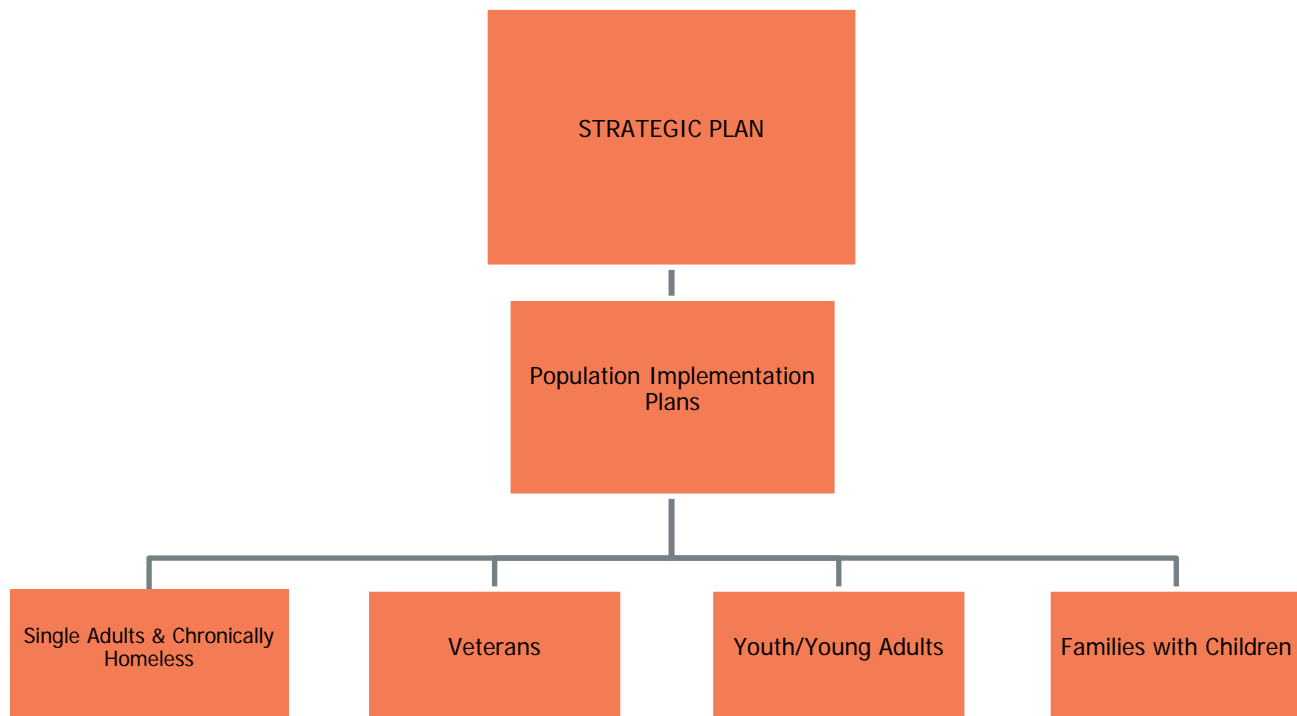 STRATEGIC PLAN
Population Implementation
Plans
Single Adults & Chronically
Homeless
Veterans
Youth/Young Adults
Families with Children